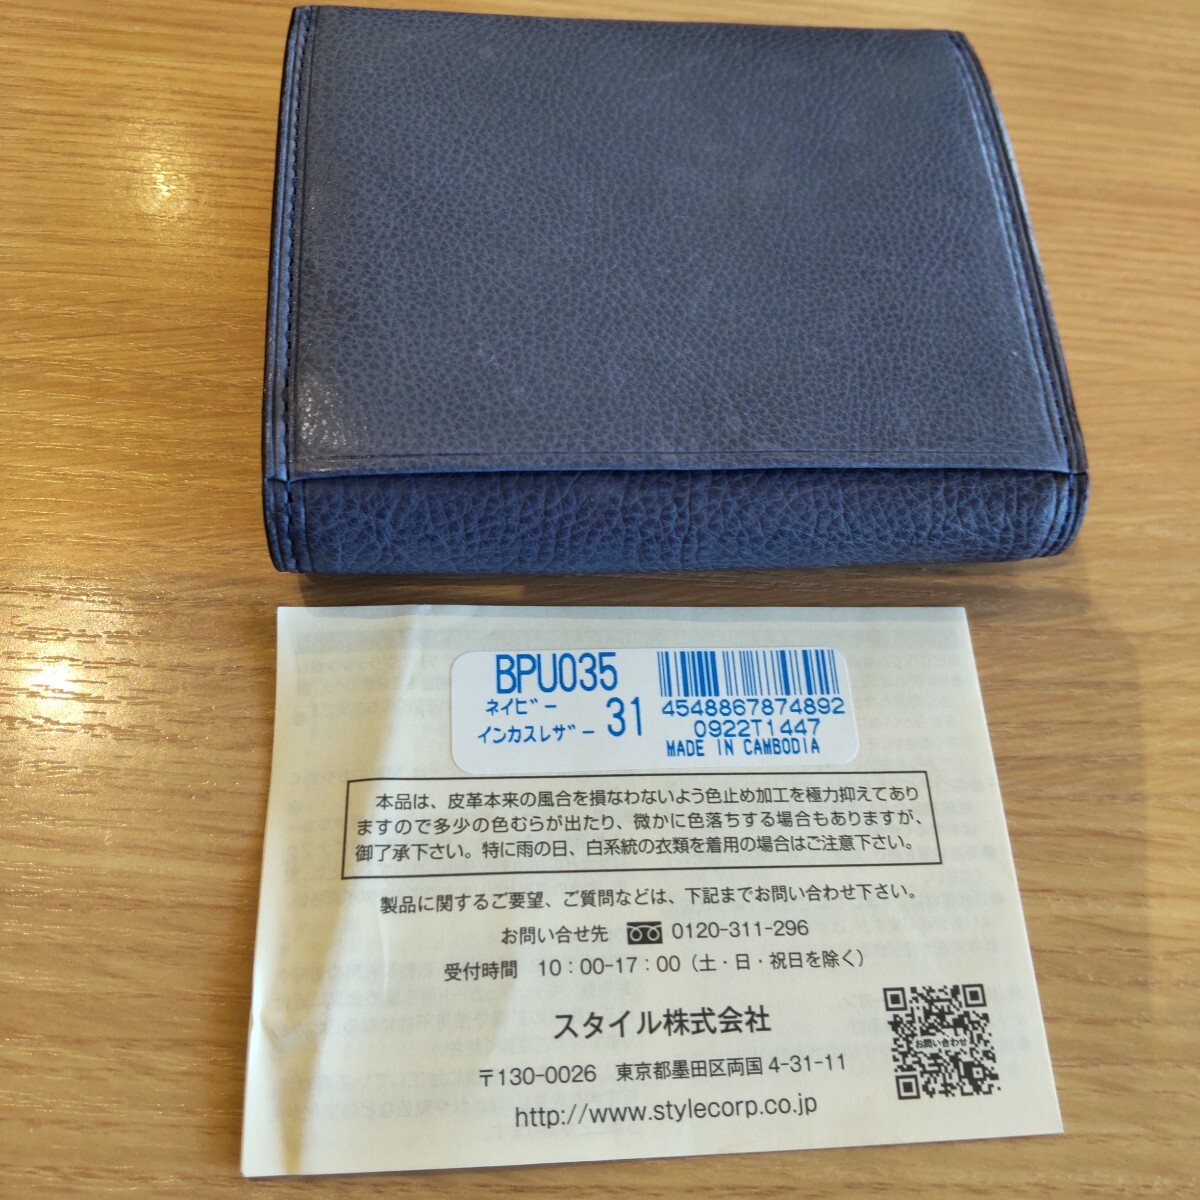 BPU035
ネイビー
インカスレザー 31
4548867874892
0922T1447
MADE IN CAMBODIA
本品は、皮革本来の風合を損なわないよう色止め加工を極力抑えてあり
ますので多少の色むらが出たり、微かに色落ちする場合もありますが、
御了承下さい。特に雨の日、白系統の衣類を着用の場合はご注意下さい。
製品に関するご要望、ご質問などは、下記までお問い合わせ下さい。
お問い合せ先 0120-311-296
受付時間 10：00-17：00（土・日・祝日を除く）
スタイル株式会社
〒130-0026 東京都墨田区両国 4-31-11
http://www.stylecorp.co.jp
お問い合わせ